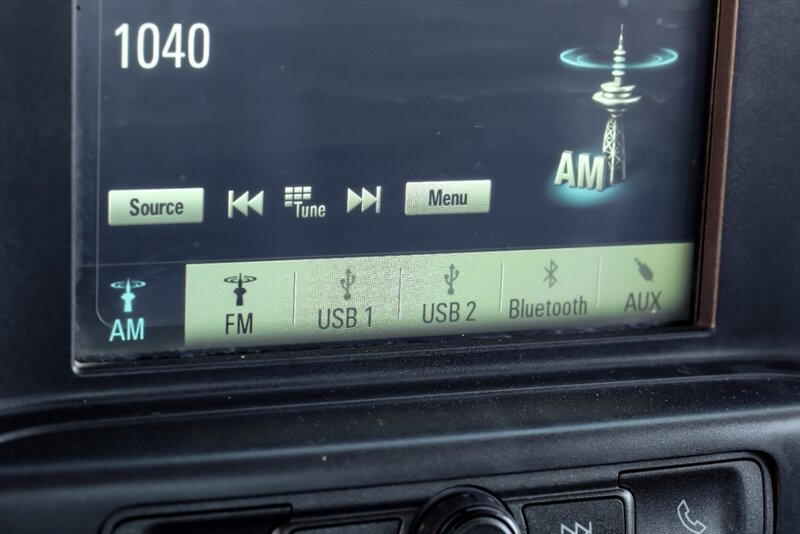 1040
AM
Source Tune Menu
AM FM USB 1 USB 2 Bluetooth AUX